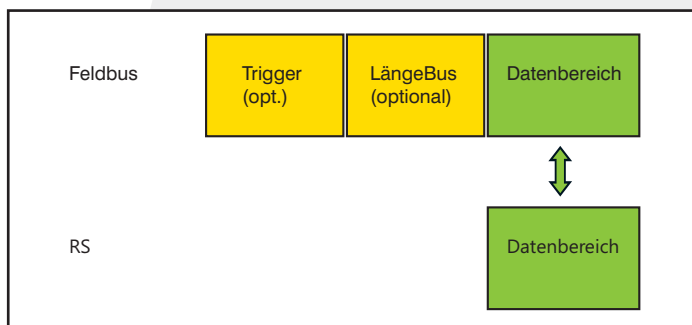 Feldbus
Trigger
(opt.)
LängeBus
(optional)
Datenbereich
RS
Datenbereich